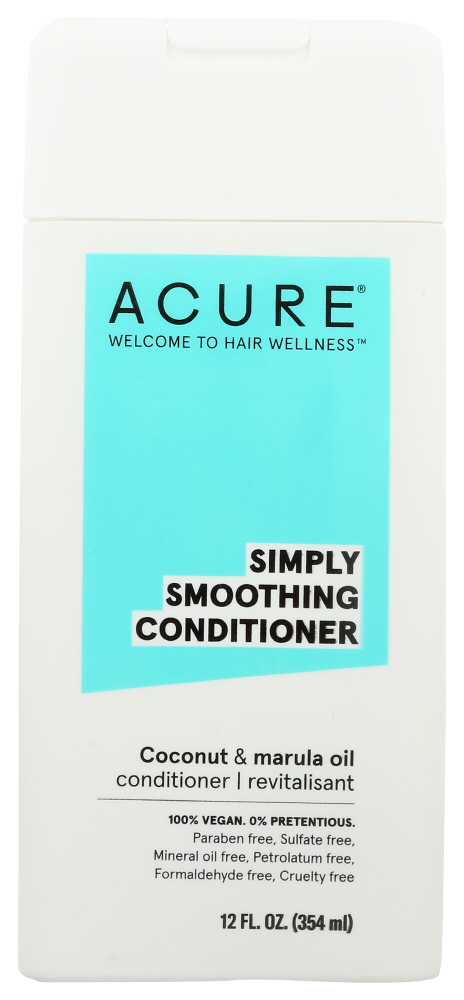 ACURE®
WELCOME TO HAIR WELLNESS™
SIMPLY
SMOOTHING
CONDITIONER
Coconut & marula oil
conditioner | revitalisant
100% VEGAN. 0% PRETENTIOUS.
Paraben free, Sulfate free,
Mineral oil free, Petrolatum free,
Formaldehyde free, Cruelty free
12 FL. OZ. (354 ml)